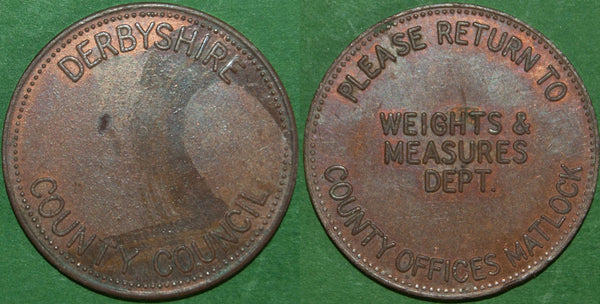 DERBYSHIRE
COUNTY COUNCIL
PLEASE RETURN TO
WEIGHTS &
MEASURES
DEPT.
COUNTY OFFICES MATLOCK